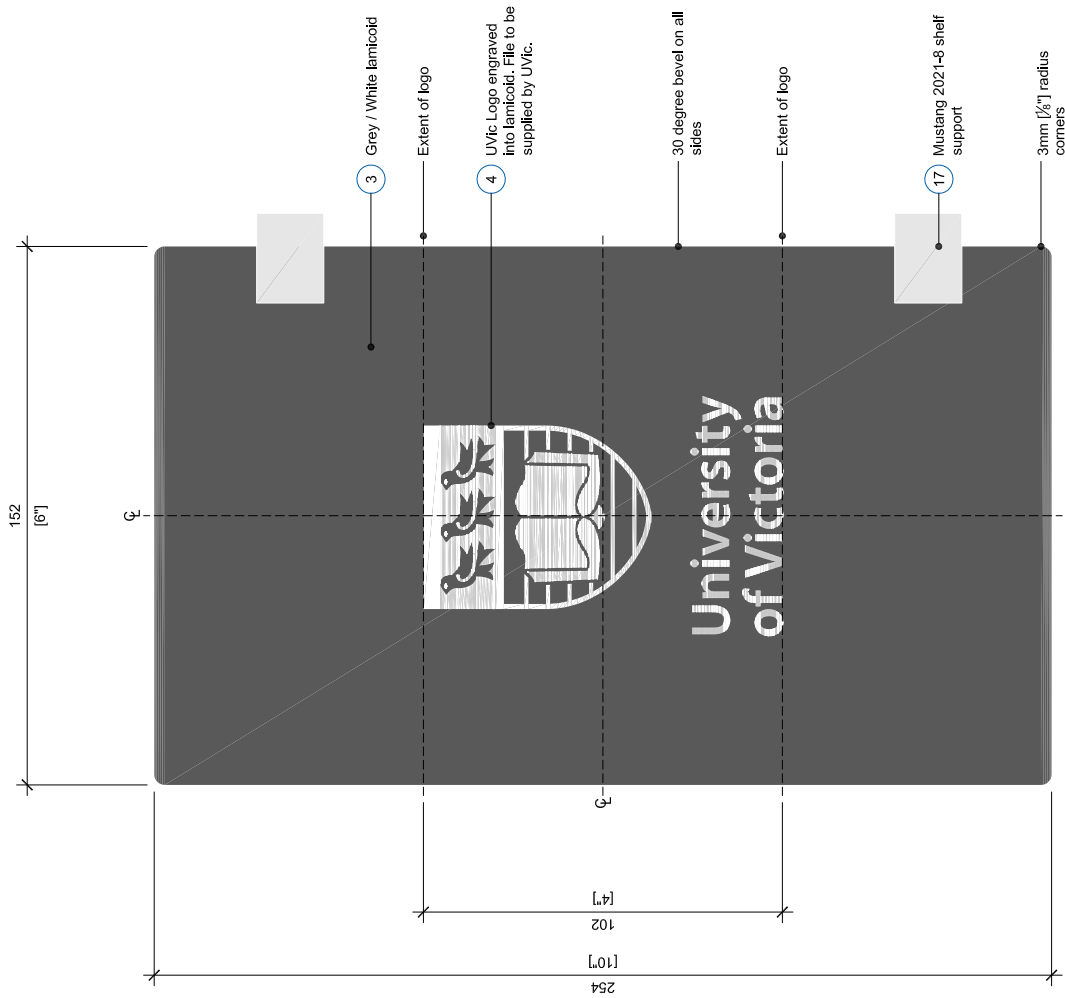 3
Grey / White lamicoid
Extent of logo
4
UVic Logo engraved
into lamicoid. File to be
supplied by UVic.
30 degree bevel on all
sides
Extent of logo
17
Mustang 2021-8 shelf
support
3mm [⅛"] radius
corners
152
[6"]
CL
University
of Victoria
CL
102
[4"]
254
[10"]